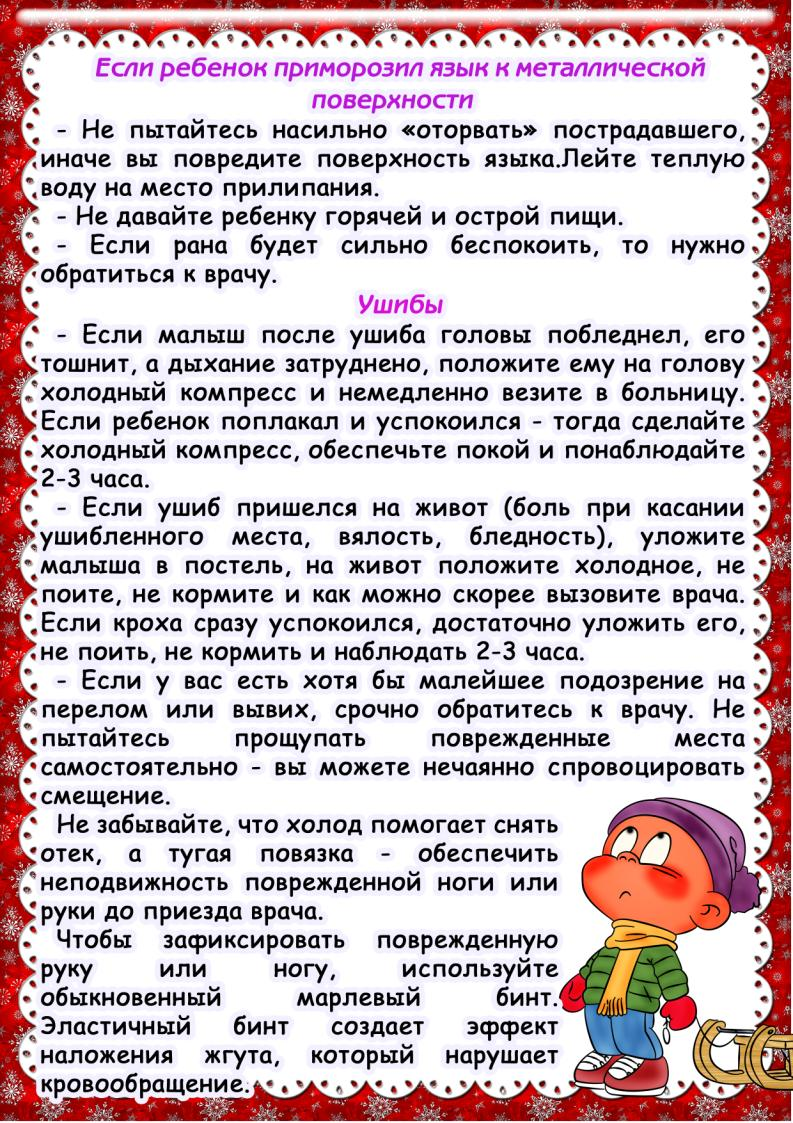 Если ребенок приморозил язык к металлической
поверхности
- Не пытайтесь насильно «оторвать» пострадавшего,
иначе вы повредите поверхность языка.Лейте теплую
воду на место прилипания.
- Не давайте ребенку горячей и острой пищи.
- Если рана будет сильно беспокоить, то нужно
обратиться к врачу.
Ушибы
- Если малыш после ушиба головы побледнел, его
тошнит, а дыхание затруднено, положите ему на голову
холодный компресс и немедленно везите в больницу.
Если ребенок поплакал и успокоился - тогда сделайте
холодный компресс, обеспечьте покой и понаблюдайте
2-3 часа.
- Если ушиб пришелся на живот (боль при касании
ушибленного места, вялость, бледность), уложите
малыша в постель, на живот положите холодное, не
поите, не кормите и как можно скорее вызовите врача.
Если кроха сразу успокоился, достаточно уложить его,
не поить, не кормить и наблюдать 2-3 часа.
- Если у вас есть хотя бы малейшее подозрение на
перелом или вывих, срочно обратитесь к врачу. Не
пытайтесь прощупать поврежденные места
самостоятельно - вы можете нечаянно спровоцировать
смещение.
Не забывайте, что холод помогает снять
отек, а тугая повязка - обеспечить
неподвижность поврежденной ноги или
руки до приезда врача.
Чтобы зафиксировать поврежденную
руку или ногу, используйте
обыкновенный марлевый бинт.
Эластичный бинт создает эффект
наложения жгута, который нарушает
кровообращение.